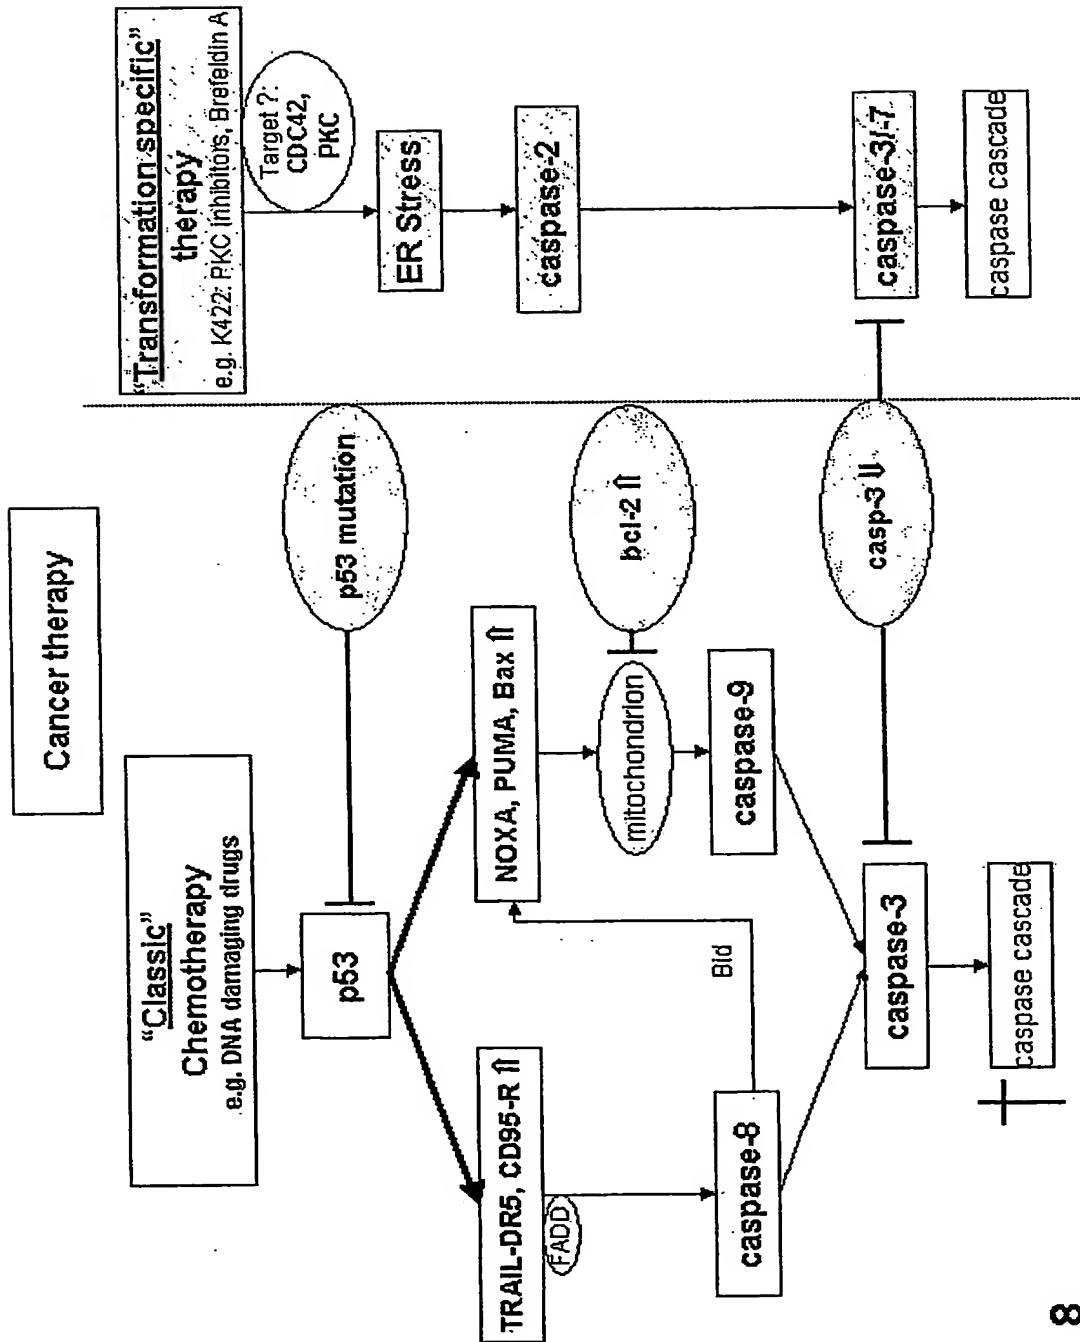 Cancer therapy
"Classic"
Chemotherapy
e.g. DNA damaging drugs
"Transformation specific"
therapy
e.g. K422: PKC inhibitors, Brefeldin A
Target ?:
CDC42,
PKC
p53
p53 mutation
ER Stress
TRAIL-DR5, CD95-R ⇑
FADD
NOXA, PUMA, Bax ⇑
bcl-2 ⇑
caspase-2
mitochondrion
Bid
caspase-8
caspase-9
casp-3 ⇓
caspase-3
caspase-3/-7
caspase cascade
caspase cascade
8